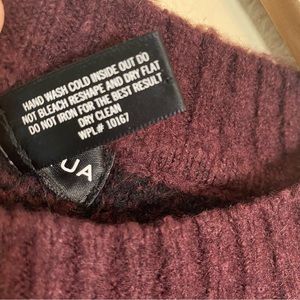 HAND WASH COLD INSIDE OUT DO
NOT BLEACH RESHAPE AND DRY FLAT
DO NOT IRON FOR THE BEST RESULT
DRY CLEAN
WPL# 10167
UA